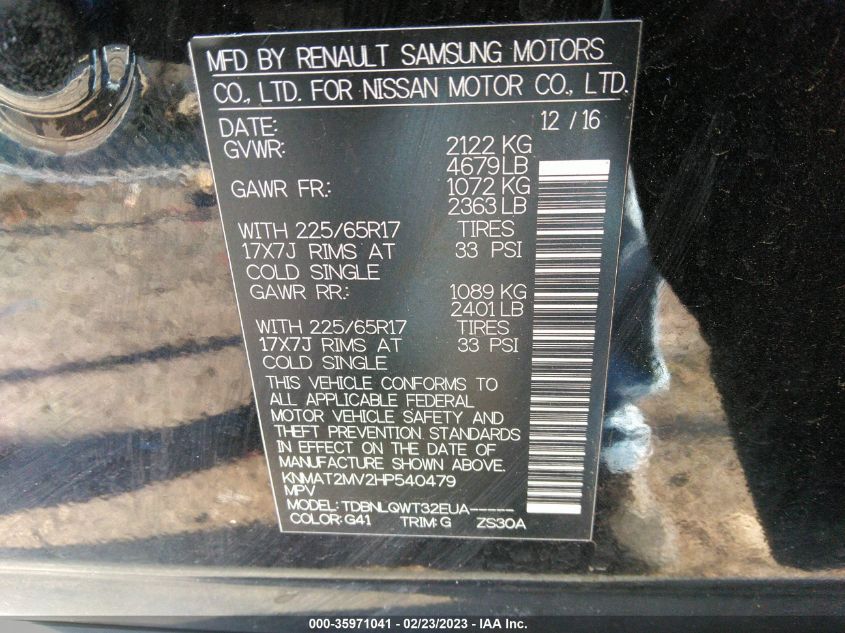 MFD BY RENAULT SAMSUNG MOTORS
CO., LTD. FOR NISSAN MOTOR CO., LTD.
DATE: 12 / 16
GVWR: 2122 KG
4679 LB
GAWR FR.: 1072 KG
2363 LB
WITH 225/65R17 TIRES
17X7J RIMS AT 33 PSI
COLD SINGLE
GAWR RR.: 1089 KG
2401 LB
WITH 225/65R17 TIRES
17X7J RIMS AT 33 PSI
COLD SINGLE
THIS VEHICLE CONFORMS TO
ALL APPLICABLE FEDERAL
MOTOR VEHICLE SAFETY AND
THEFT PREVENTION STANDARDS
IN EFFECT ON THE DATE OF
MANUFACTURE SHOWN ABOVE.
KNMAT2MV2HP540479
MPV
MODEL: TDBNLQWT32EUA-----
COLOR: G41 TRIM: G ZS30A
000-35971041 - 02/23/2023 - IAA Inc.